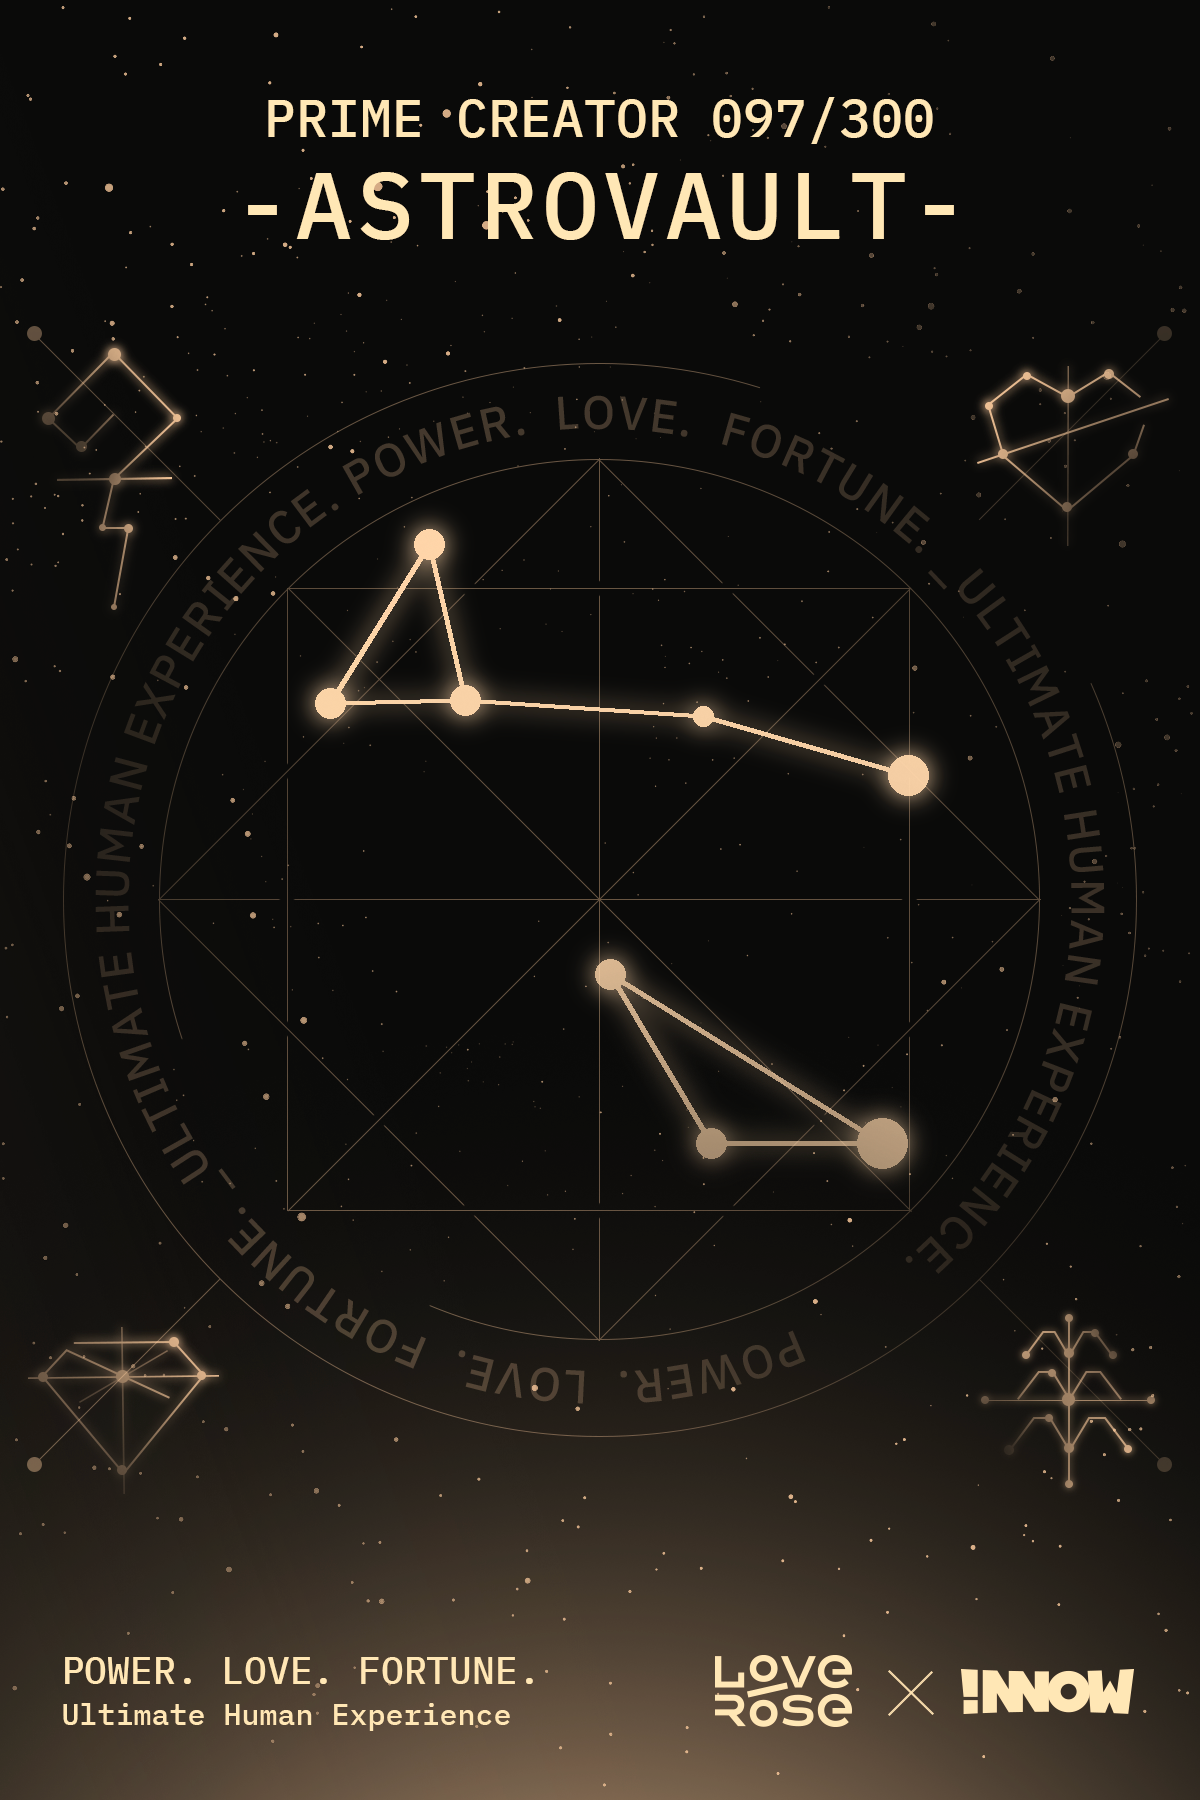 PRIME CREATOR 097/300
-ASTROVAULT-
ULTIMATE HUMAN EXPERIENCE. POWER. LOVE. FORTUNE. – ULTIMATE HUMAN EXPERIENCE.
POWER. LOVE. FORTUNE. –
POWER. LOVE. FORTUNE.
Ultimate Human Experience
LOVE
ROSE
!NNOW